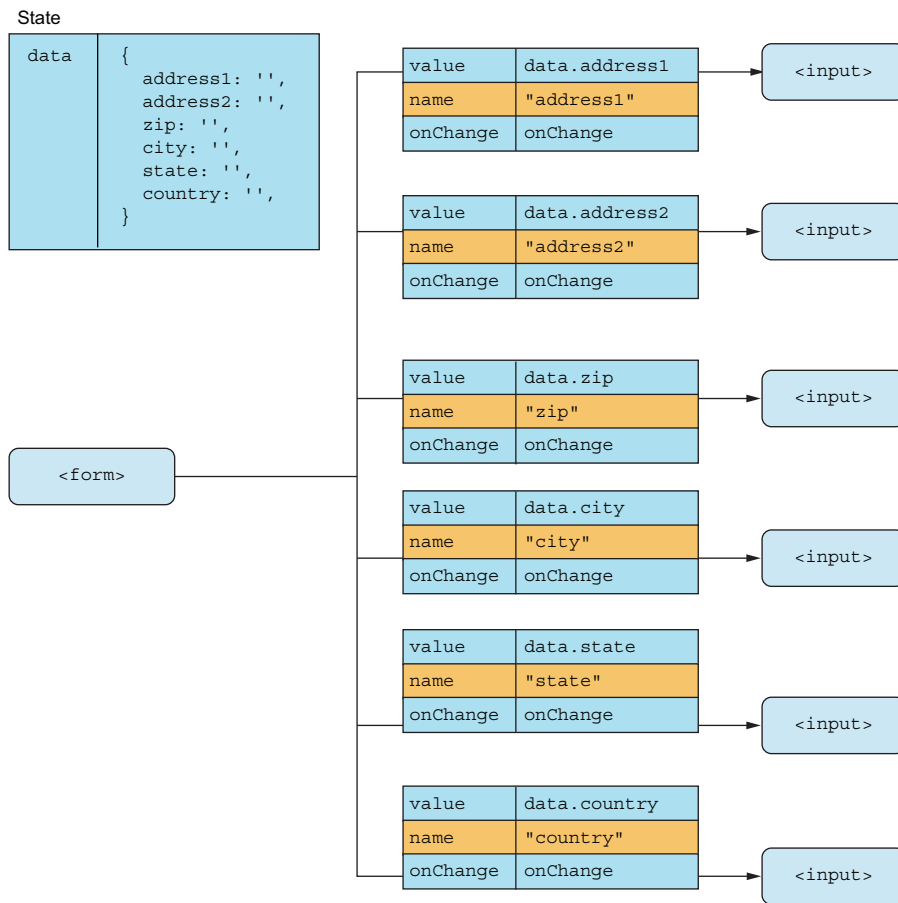 State
data
{
address1: '',
address2: '',
zip: '',
city: '',
state: '',
country: '',
}
value data.address1
name "address1"
onChange onChange
<input>
value data.address2
name "address2"
onChange onChange
<input>
value data.zip
name "zip"
onChange onChange
<input>
<form>
value data.city
name "city"
onChange onChange
<input>
value data.state
name "state"
onChange onChange
<input>
value data.country
name "country"
onChange onChange
<input>